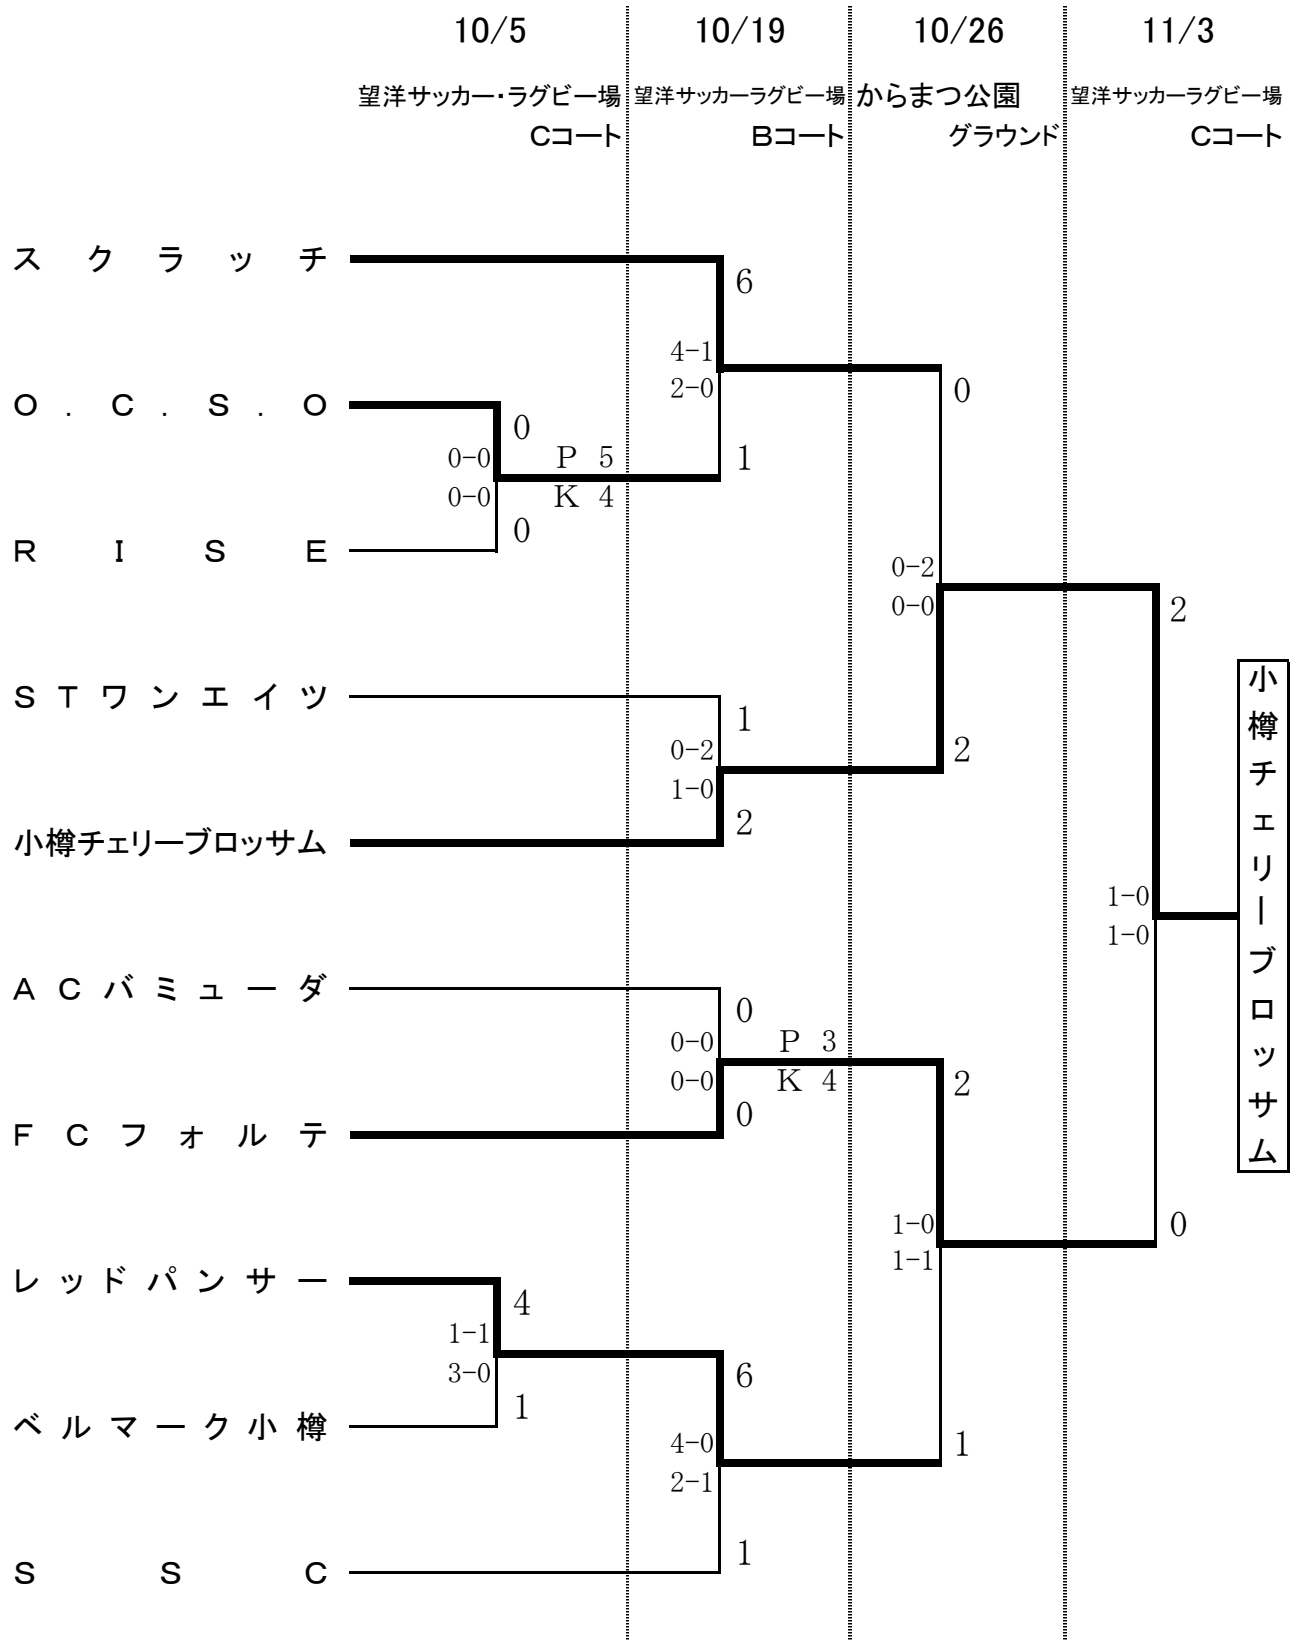 10/5 10/19 10/26 11/3
望洋サッカー・ラグビー場 望洋サッカーラグビー場 からまつ公園 望洋サッカーラグビー場
Cコート Bコート グラウンド Cコート
スクラッチ
6
4-1
2-0
0
O.C.S.O
0
0-0 P 5
1
0-0 K 4
0
RISE
0-2
0-0
2
STワンエイツ
1
0-2
2
1-0
2
小樽チェリーブロッサム
小樽チェリーブロッサム
1-0
1-0
ACバミューダ
0
0-0 P 3
0-0 K 4
2
0
FCフォルテ
1-0
0
1-1
レッドパンサー
4
1-1
3-0
6
1
ベルマーク小樽
4-0
1
2-1
1
SSC